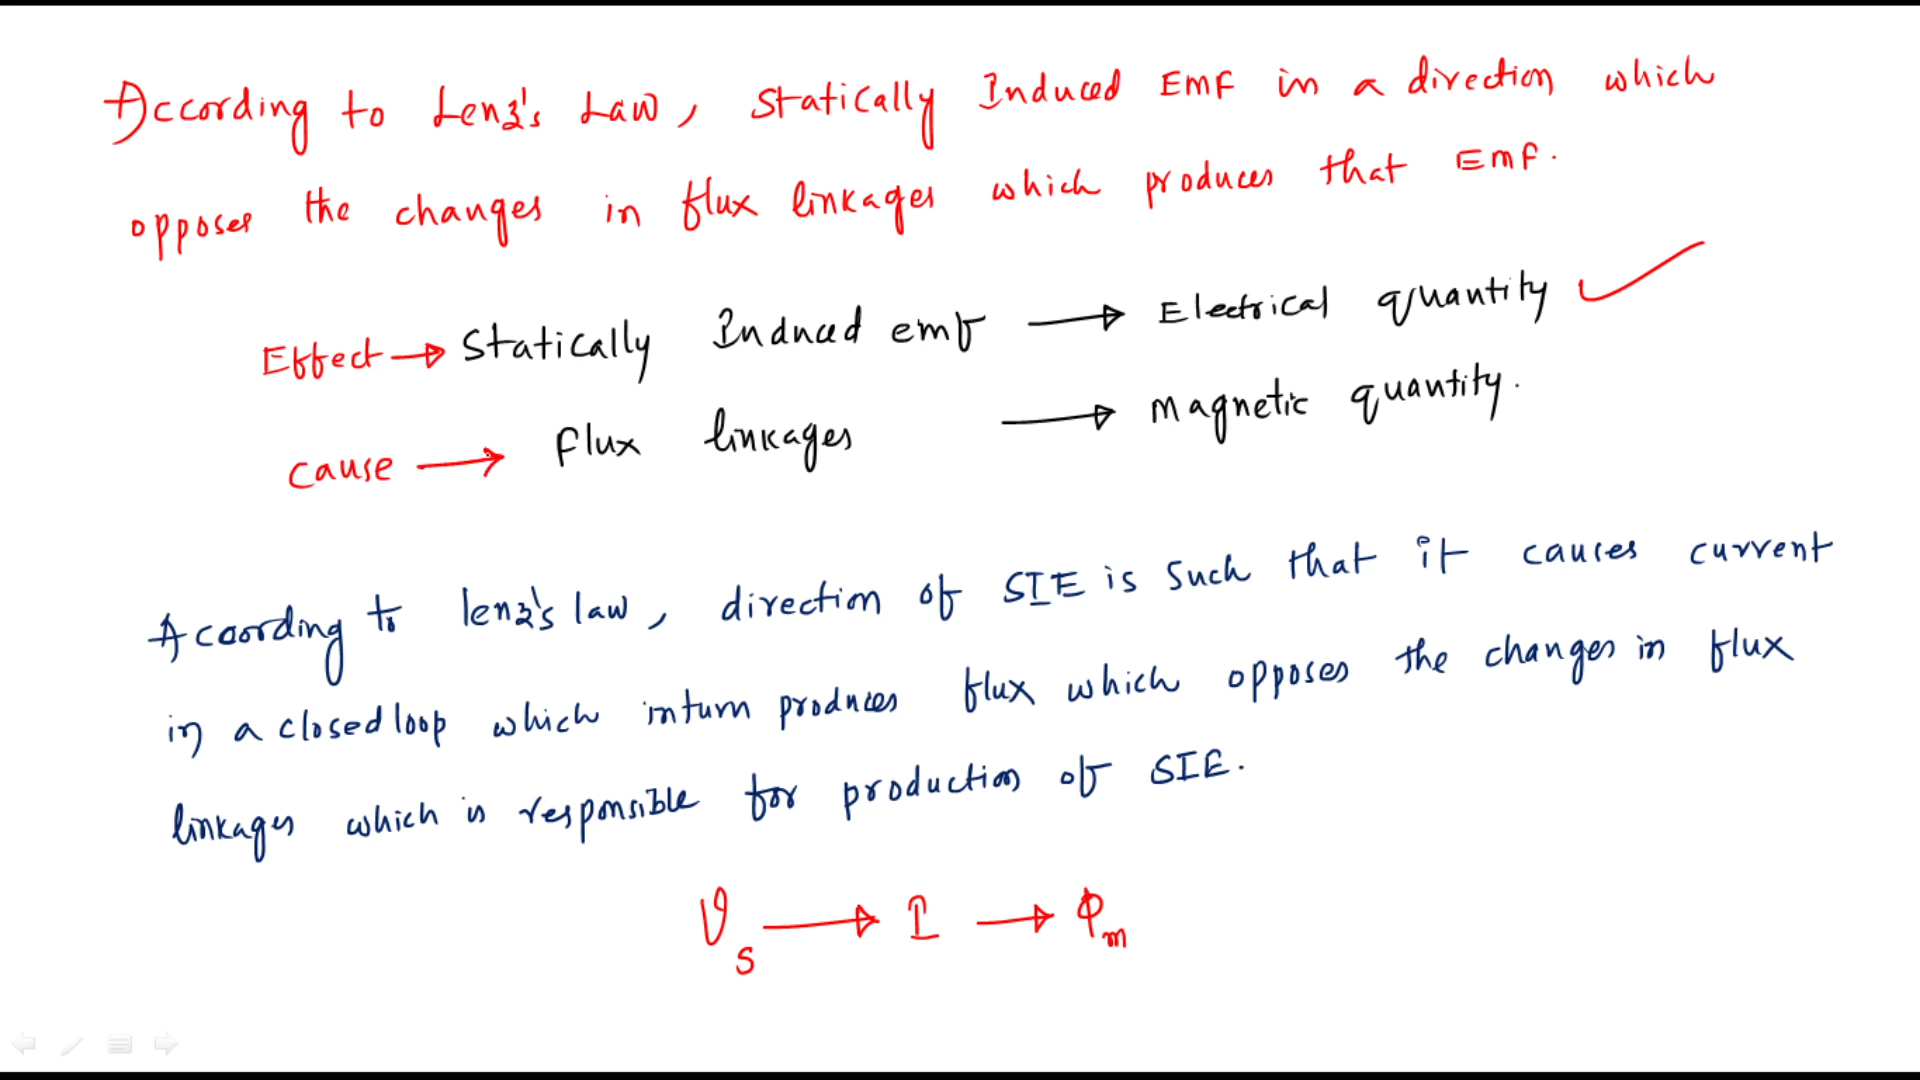 According to Lenz's Law, Statically Induced EMF in a direction which
opposes the changes in flux linkages which produces that EMF.
Effect → Statically Induced emf → Electrical quantity ✓
Cause → Flux linkages → Magnetic quantity.
According to lenz's law, direction of SIE is such that it causes current
in a closed loop which inturn produces flux which opposes the changes in flux
linkages which is responsible for production of SIE.
V_s → I → Φ_m